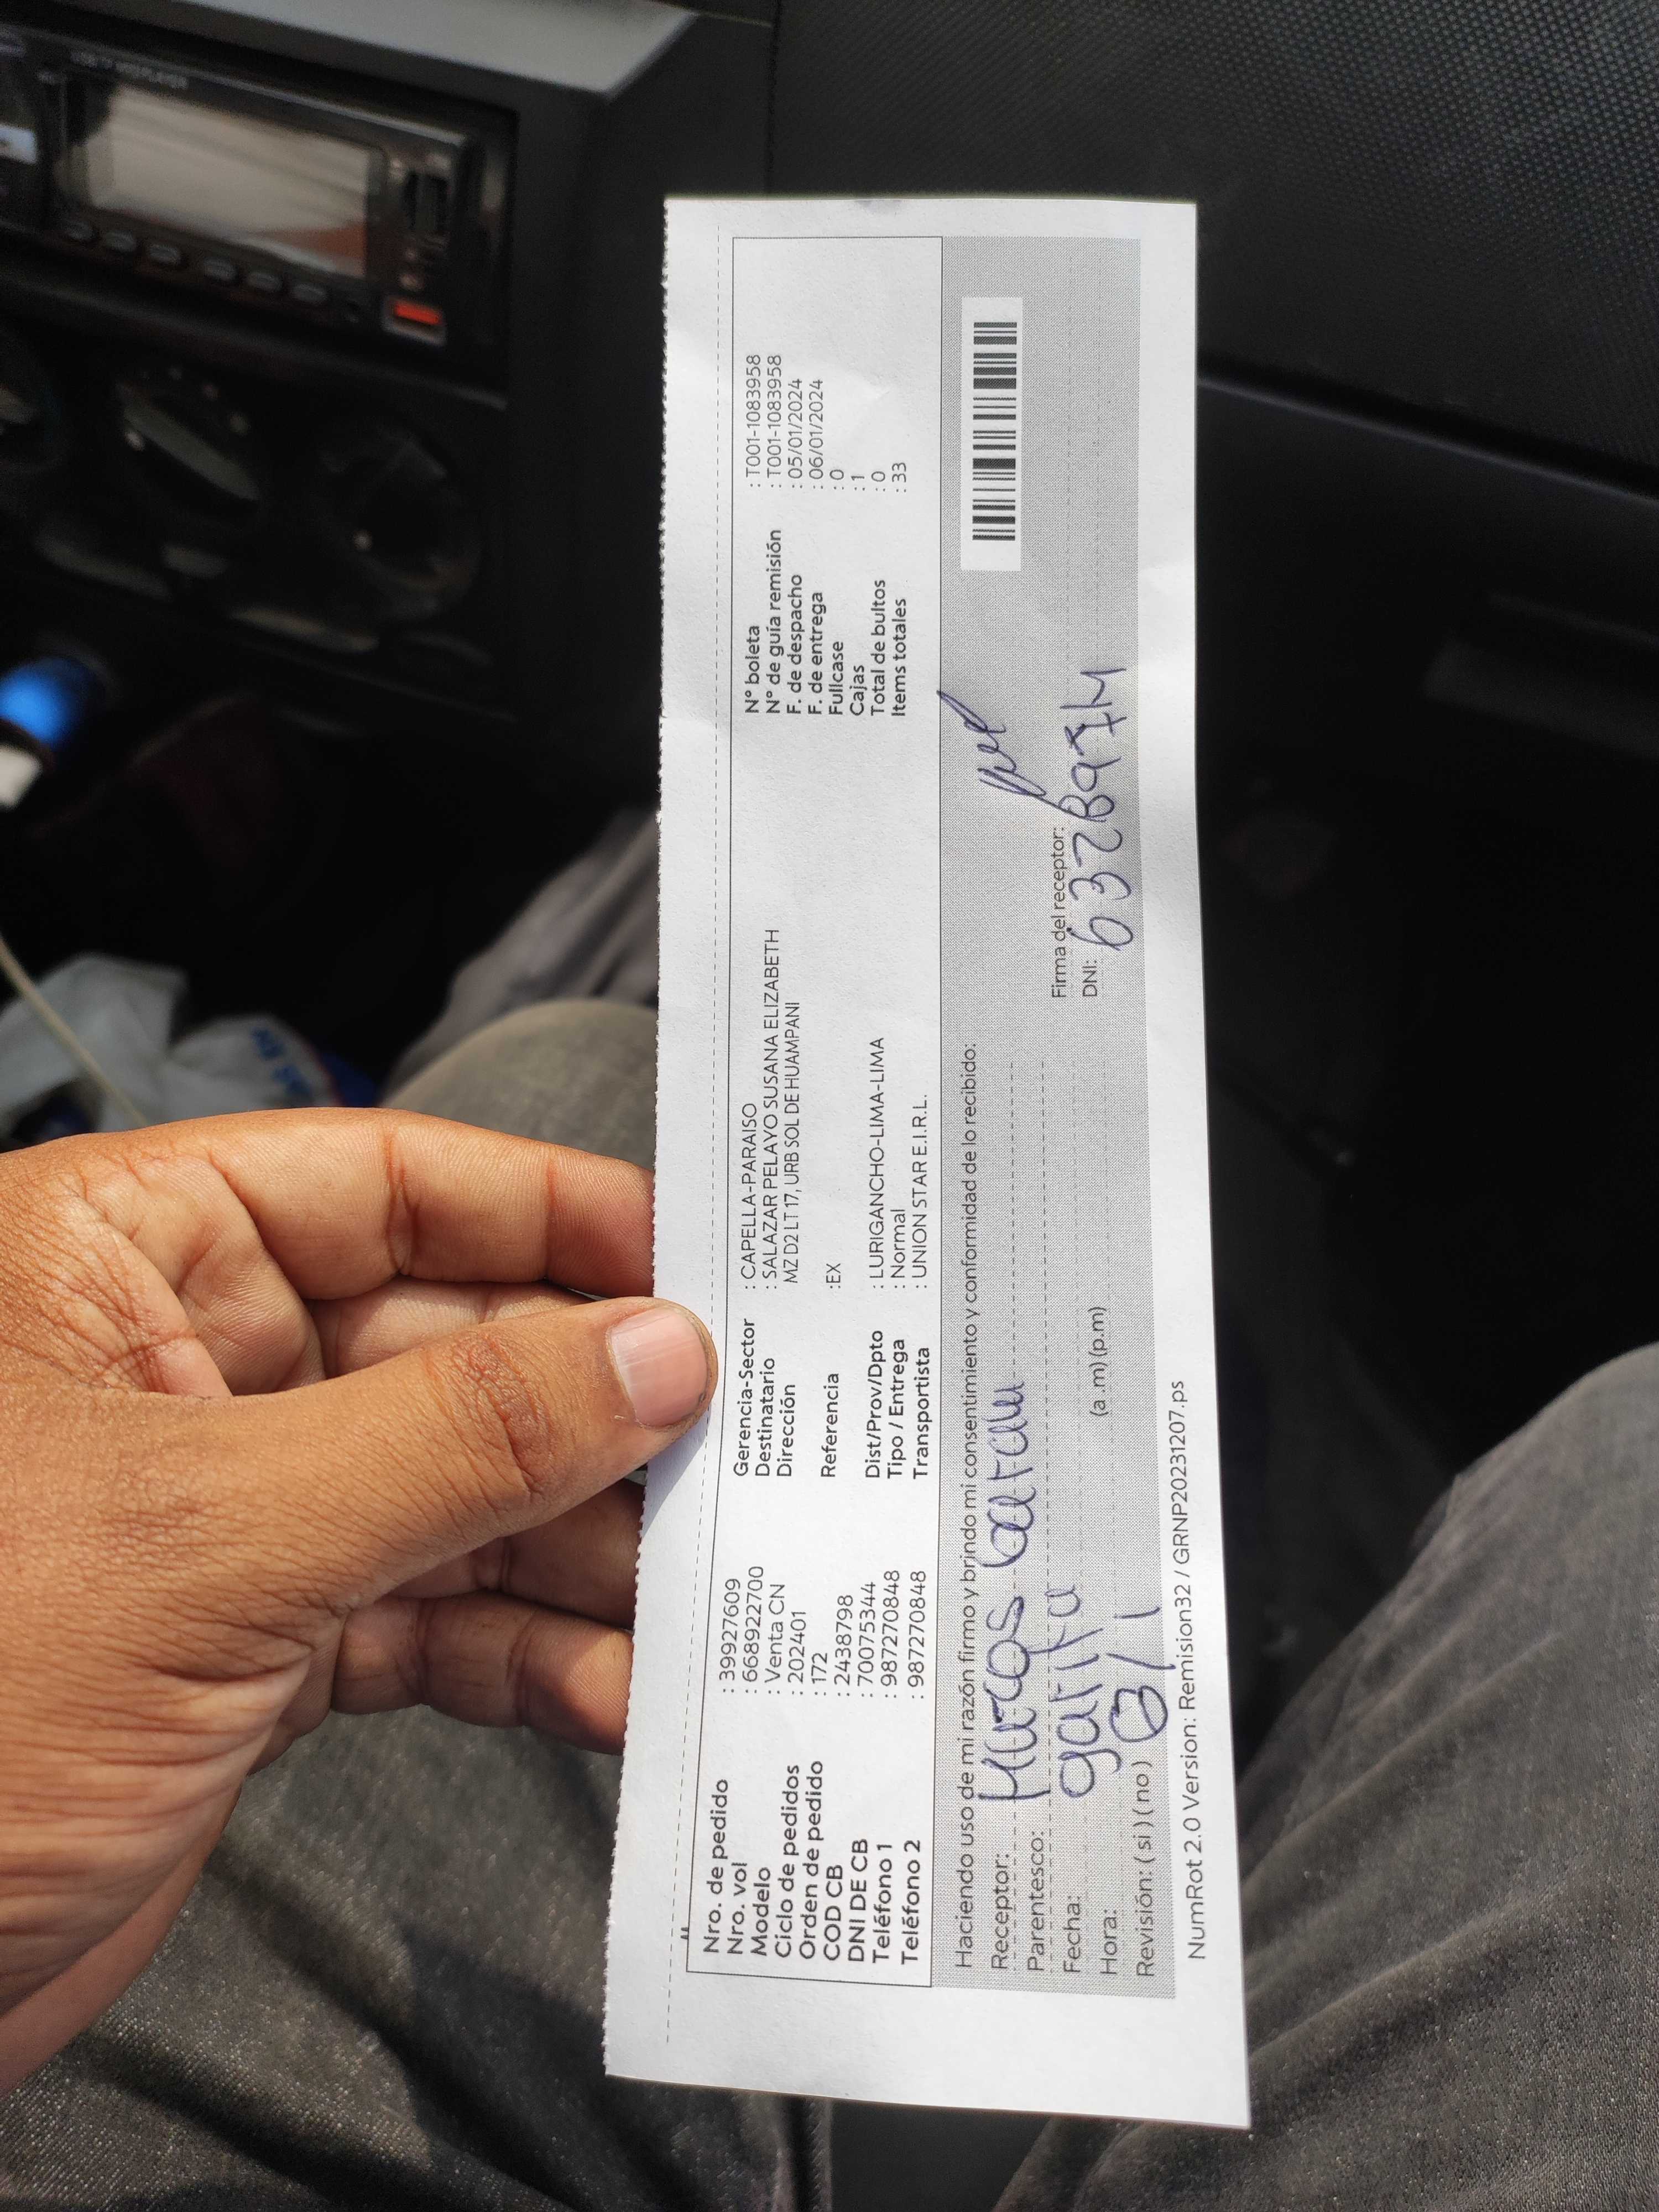 Nro. de pedido : 39927609
Nro. vol : 668922700
Modelo : Venta CN
Ciclo de pedidos : 202401
Orden de pedido : 172
COD CB : 2438798
DNI DE CB : 70075344
Teléfono 1 : 987270848
Teléfono 2 : 987270848
Gerencia-Sector : CAPELLA-PARAISO
Destinatario : SALAZAR PELAYO SUSANA ELIZABETH
Dirección MZ D2 LT 17, URB SOL DE HUAMPANI
Referencia :EX
Dist/Prov/Dpto : LURIGANCHO-LIMA-LIMA
Tipo / Entrega : Normal
Transportista : UNION STAR E.I.R.L.
N° boleta : T001-1083958
N° de guía remisión : T001-1083958
F. de despacho : 05/01/2024
F. de entrega : 06/01/2024
Fullcase : 0
Cajas : 1
Total de bultos : 0
Items totales : 33
Haciendo uso de mi razón firmo y brindo mi consentimiento y conformidad de lo recibido:
Receptor:
Parentesco:
Fecha:
Hora: (a.m) (p.m)
Revisión: ( si ) ( no )
Firma del receptor:
DNI:
NumRot 2.0 Version: Remision32 / GRNP20231207.ps